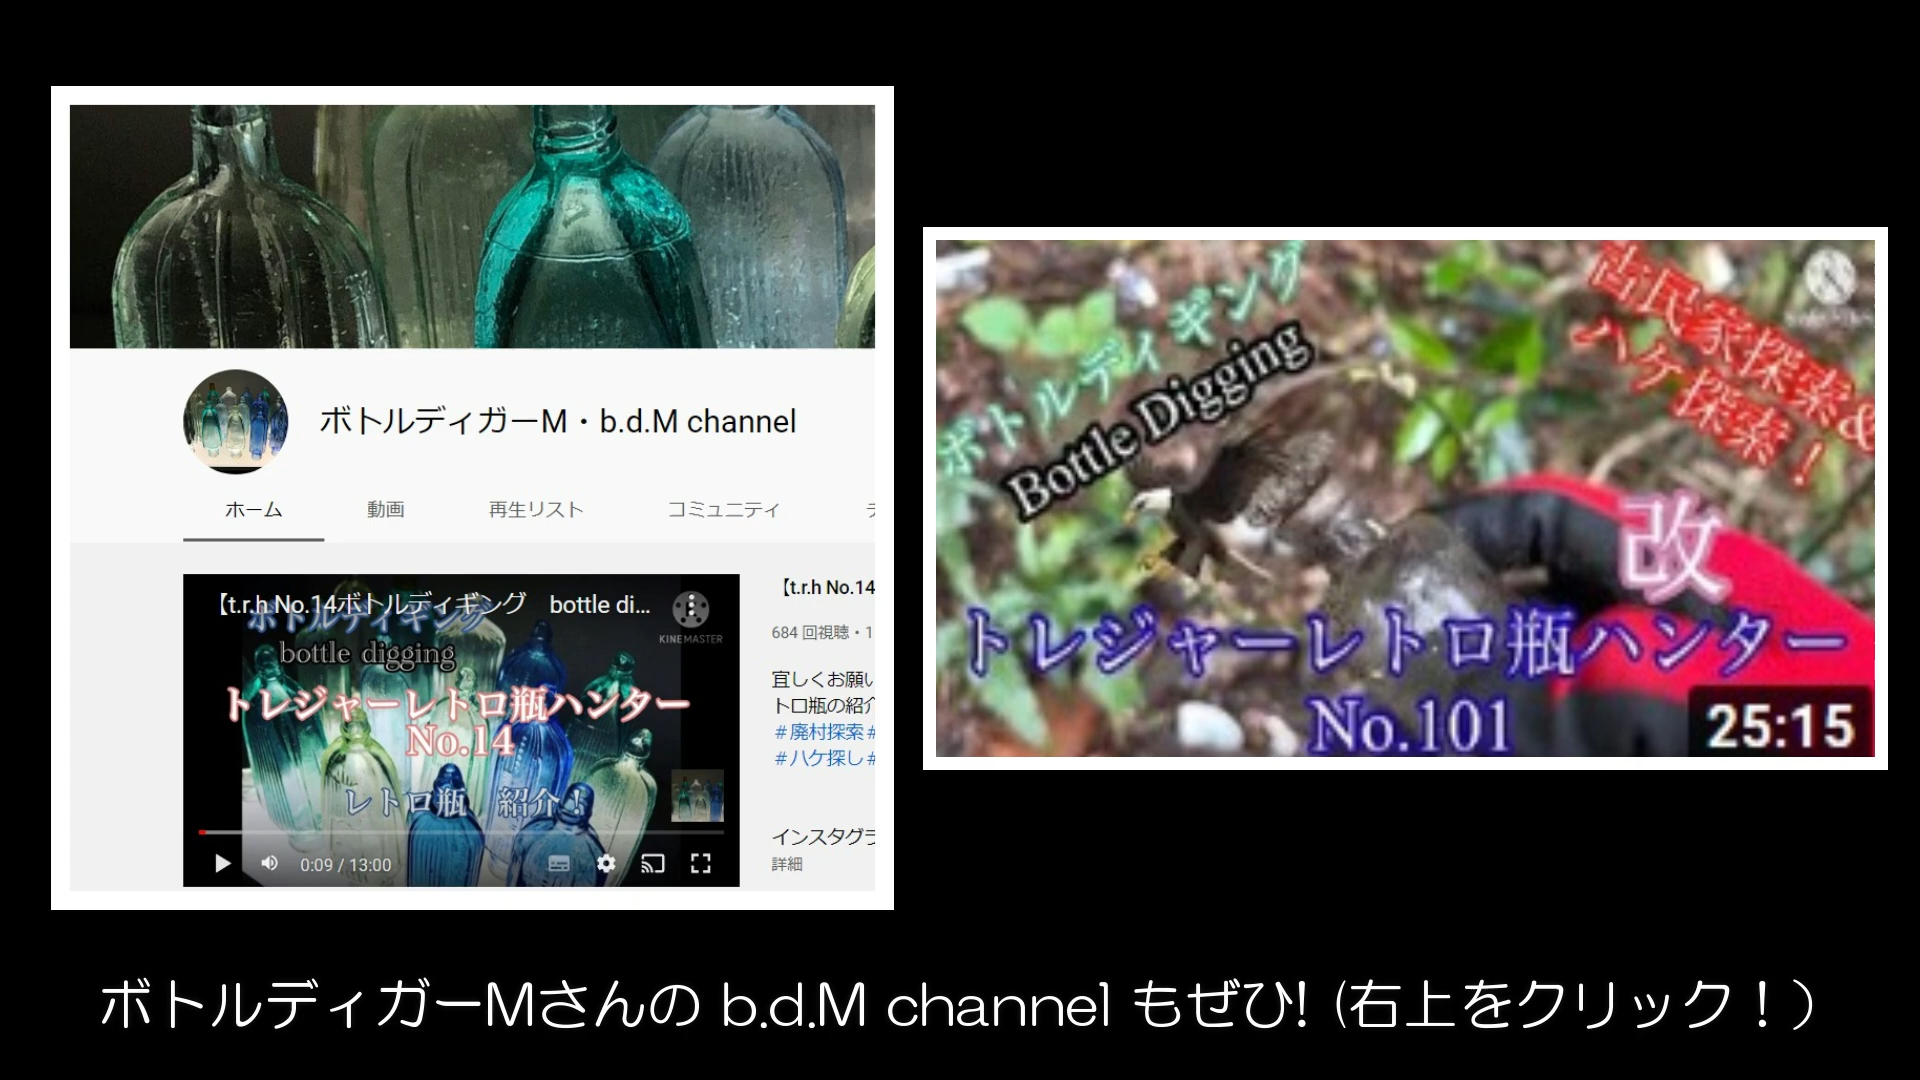 ボトルディガーM・b.d.M channel
ホーム
動画
再生リスト
コミュニティ
【t.r.h No.14ボトルディギング bottle di...
ボトルディギング
KINEMASTER
bottle digging
トレジャーレトロ瓶ハンター
No.14
レトロ瓶 紹介！
0:09 / 13:00
【t.r.h No.14
684 回視聴・1
宜しくお願い
トロ瓶の紹介
＃廃村探索＃
＃ハケ探し＃
インスタグラ
詳細
ボトルディギング
Bottle Digging
古民家探索&
ハケ探索！
改
トレジャーレトロ瓶ハンター
No.101
25:15
ボトルディガーMさんの b.d.M channel もぜひ! (右上をクリック！)